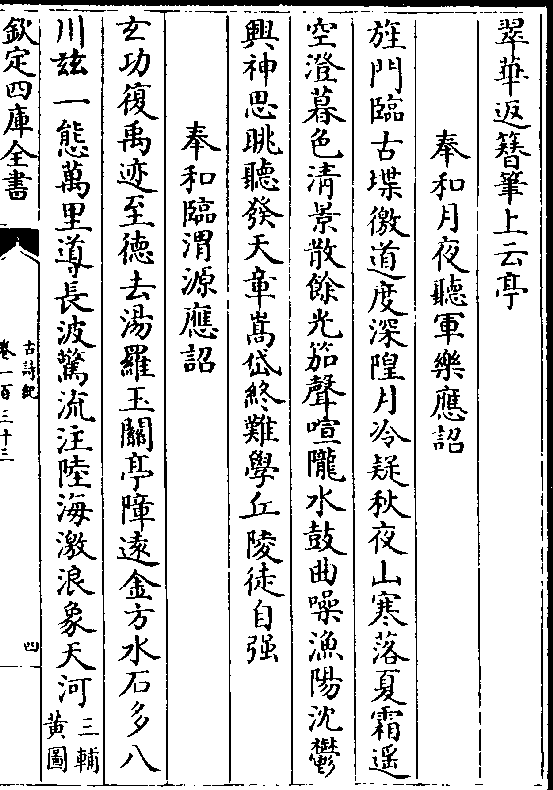 翠華返簪筆上云亭
奉和月夜聽軍樂應詔
旌門臨古堞徼道度深隍月冷疑秋夜山寒落夏霜遥
空澄暮色清景散餘光笳聲喧隴水鼓曲噪漁陽沈鬱
興神思眺聽發天章嵩岱終難學丘陵徒自强
奉和臨渭源應詔
玄功復禹迹至德去湯羅玉關亭障遠金方水石多八
川兹一態萬里導長波驚流注陸海激浪象天河三輔
黄圖
欽定四庫全書
古詩紀
卷一百三十三
四